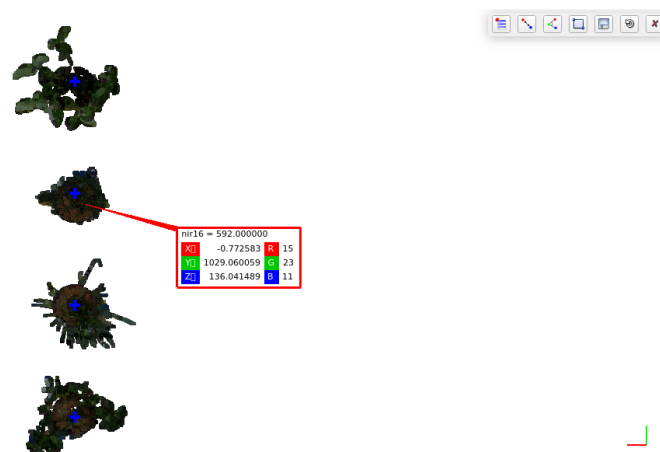 nir16 = 592.000000
X -0.772583 R 15
Y 1029.060059 G 23
Z 136.041489 B 11